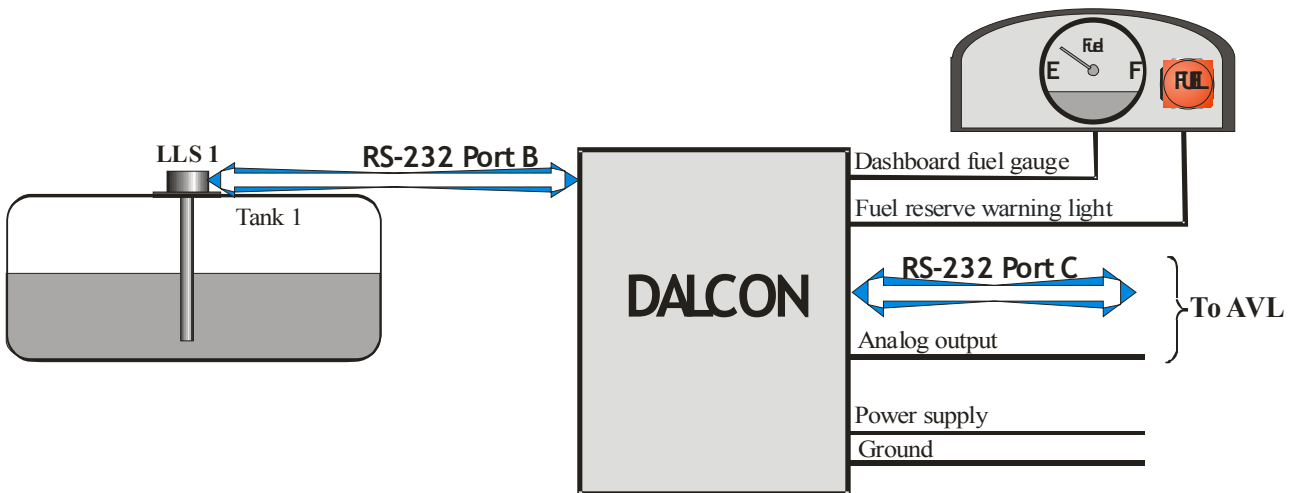 Fuel
E F
FUEL
LLS 1
RS-232 Port B
Tank 1
Dashboard fuel gauge
Fuel reserve warning light
DALCON
RS-232 Port C
To AVL
Analog output
Power supply
Ground